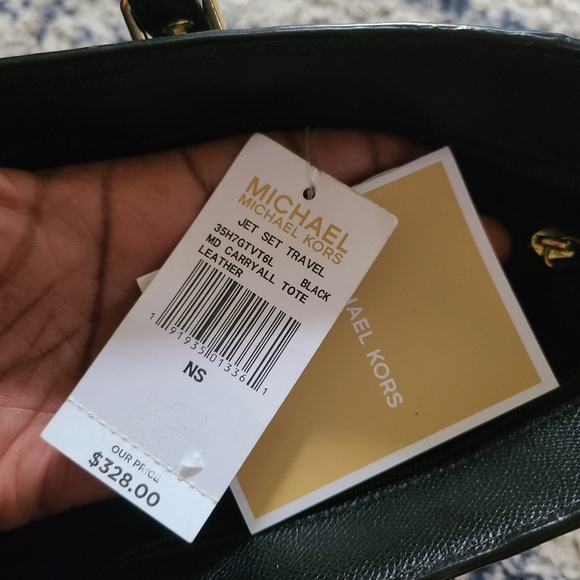 MICHAEL
MICHAEL KORS
JET SET TRAVEL
35H7GTVT6L BLACK
MD CARRYALL TOTE
LEATHER
1 91935 01336 1
NS
OUR PRICE
$328.00
HAEL KORS